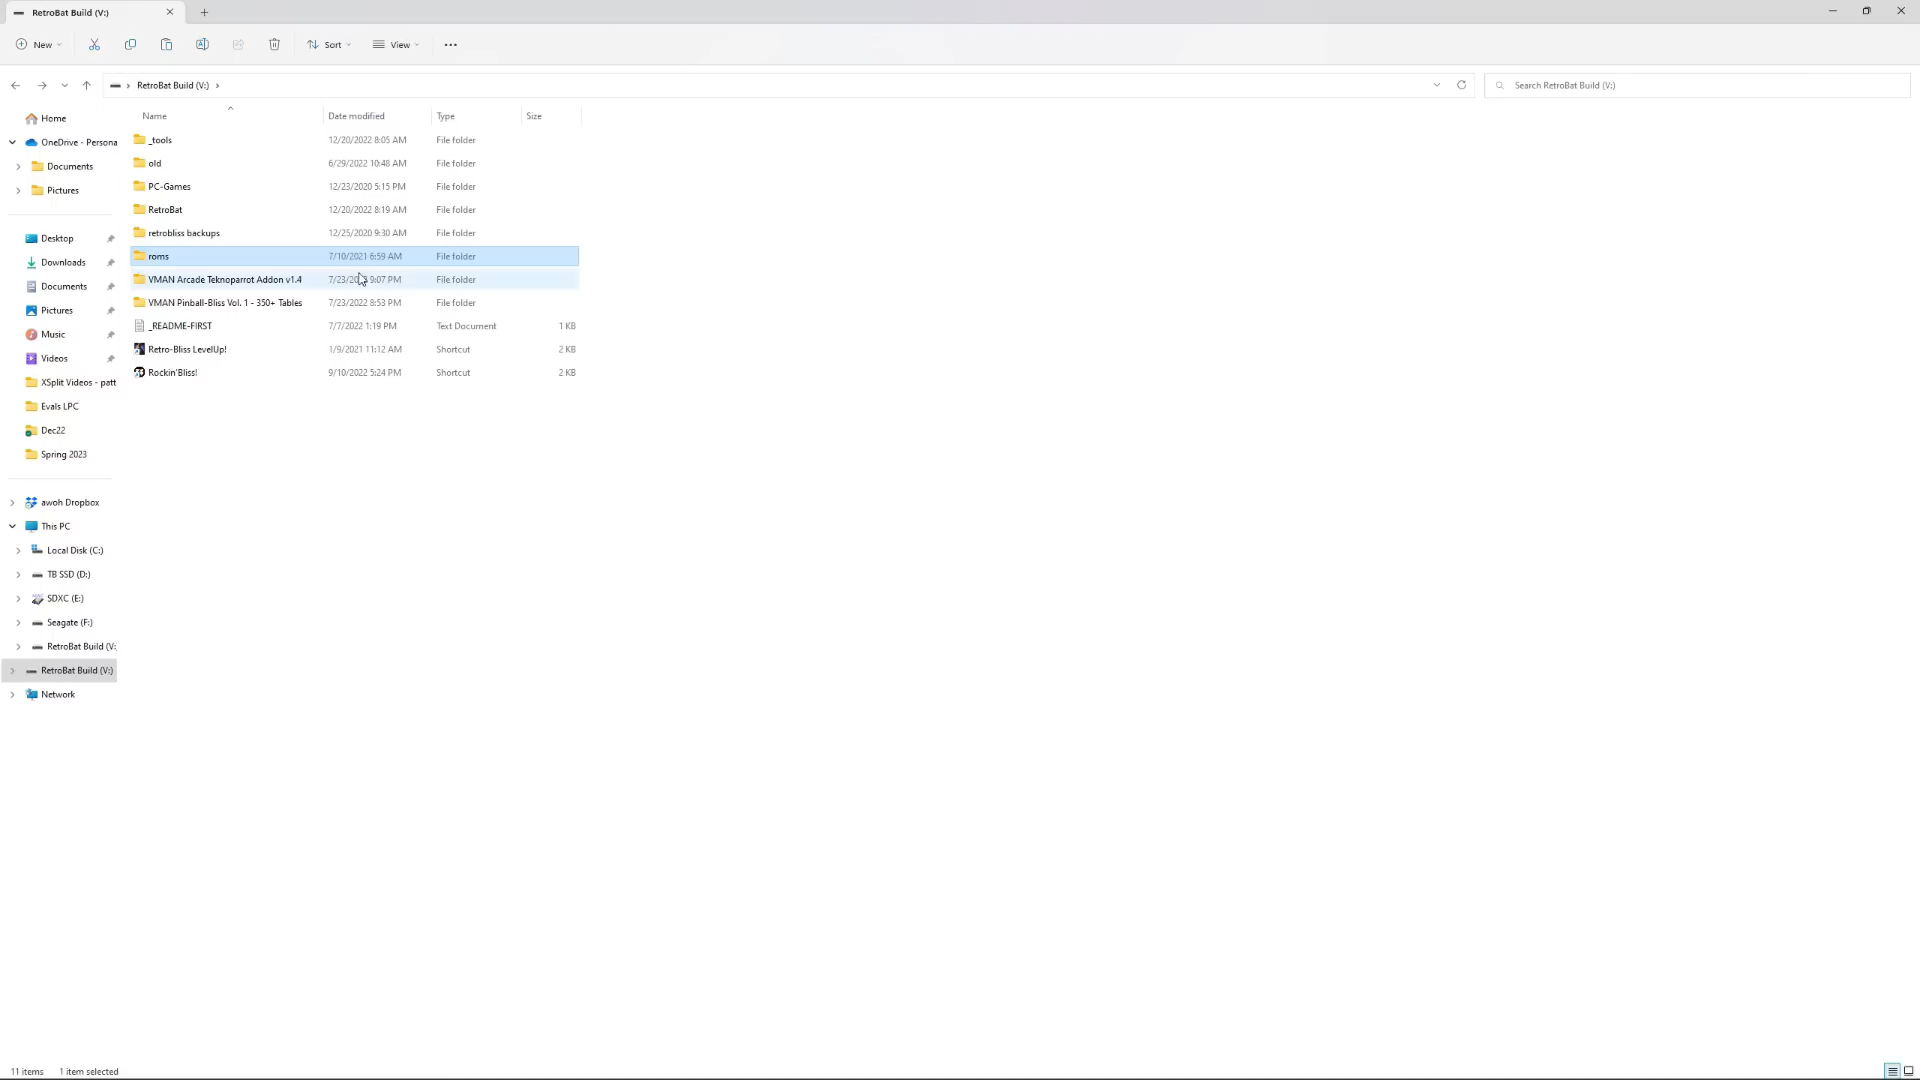 RetroBat Build (V:)
New
Sort
View
RetroBat Build (V:)
Search RetroBat Build (V:)
Name Date modified Type Size
Home
OneDrive - Persona
Documents
Pictures
Desktop
Downloads
Documents
Pictures
Music
Videos
XSplit Videos - patt
Evals LPC
Dec22
Spring 2023
awoh Dropbox
This PC
Local Disk (C:)
TB SSD (D:)
SDXC (E:)
Seagate (F:)
RetroBat Build (V:
RetroBat Build (V:)
Network
_tools 12/20/2022 8:05 AM File folder
old 6/29/2022 10:48 AM File folder
PC-Games 12/23/2020 5:15 PM File folder
RetroBat 12/20/2022 8:19 AM File folder
retrobliss backups 12/25/2020 9:30 AM File folder
roms 7/10/2021 6:59 AM File folder
VMAN Arcade Teknoparrot Addon v1.4 9:07 PM File folder
VMAN Pinball-Bliss Vol. 1 - 350+ Tables 7/23/2022 8:53 PM File folder
_README-FIRST 7/7/2022 1:19 PM Text Document 1 KB
Retro-Bliss LevelUp! 1/9/2021 11:12 AM Shortcut 2 KB
Rockin'Bliss! 9/10/2022 5:24 PM Shortcut 2 KB
11 items 1 item selected